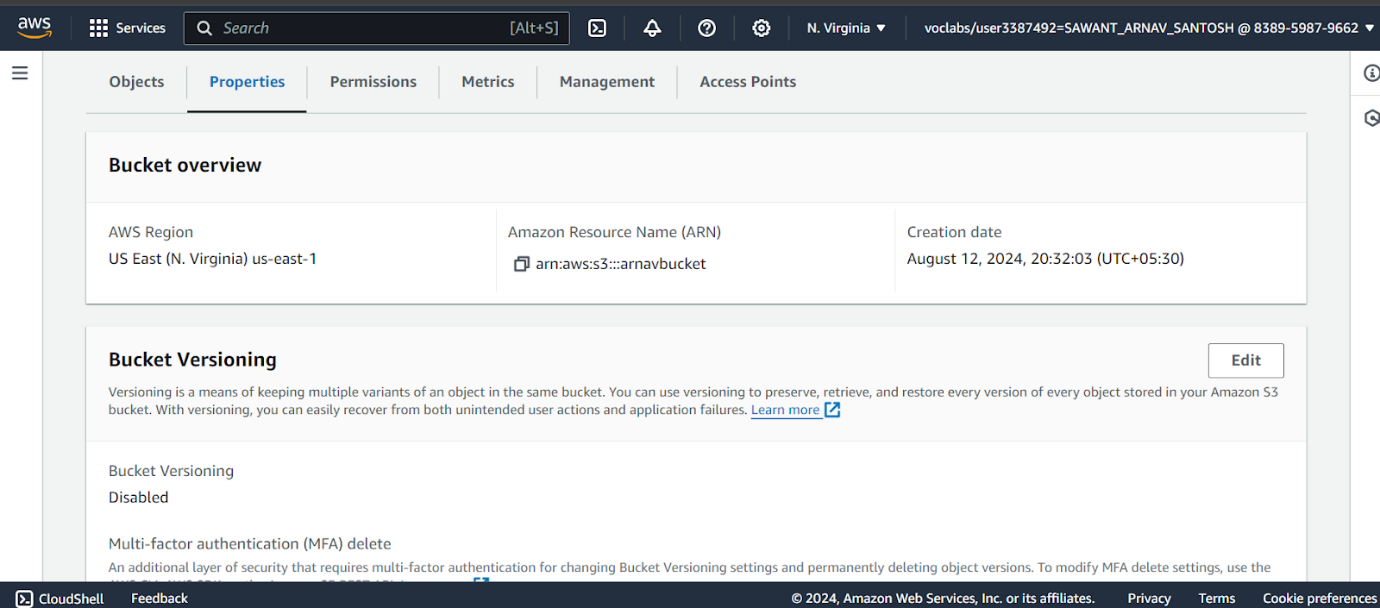 aws
Services
Search [Alt+S]
N. Virginia
voclabs/user3387492=SAWANT_ARNAV_SANTOSH @ 8389-5987-9662
Objects Properties Permissions Metrics Management Access Points
Bucket overview
AWS Region
US East (N. Virginia) us-east-1
Amazon Resource Name (ARN)
arn:aws:s3:::arnavbucket
Creation date
August 12, 2024, 20:32:03 (UTC+05:30)
Bucket Versioning
Edit
Versioning is a means of keeping multiple variants of an object in the same bucket. You can use versioning to preserve, retrieve, and restore every version of every object stored in your Amazon S3
bucket. With versioning, you can easily recover from both unintended user actions and application failures. Learn more
Bucket Versioning
Disabled
Multi-factor authentication (MFA) delete
An additional layer of security that requires multi-factor authentication for changing Bucket Versioning settings and permanently deleting object versions. To modify MFA delete settings, use the
CloudShell Feedback © 2024, Amazon Web Services, Inc. or its affiliates. Privacy Terms Cookie preferences